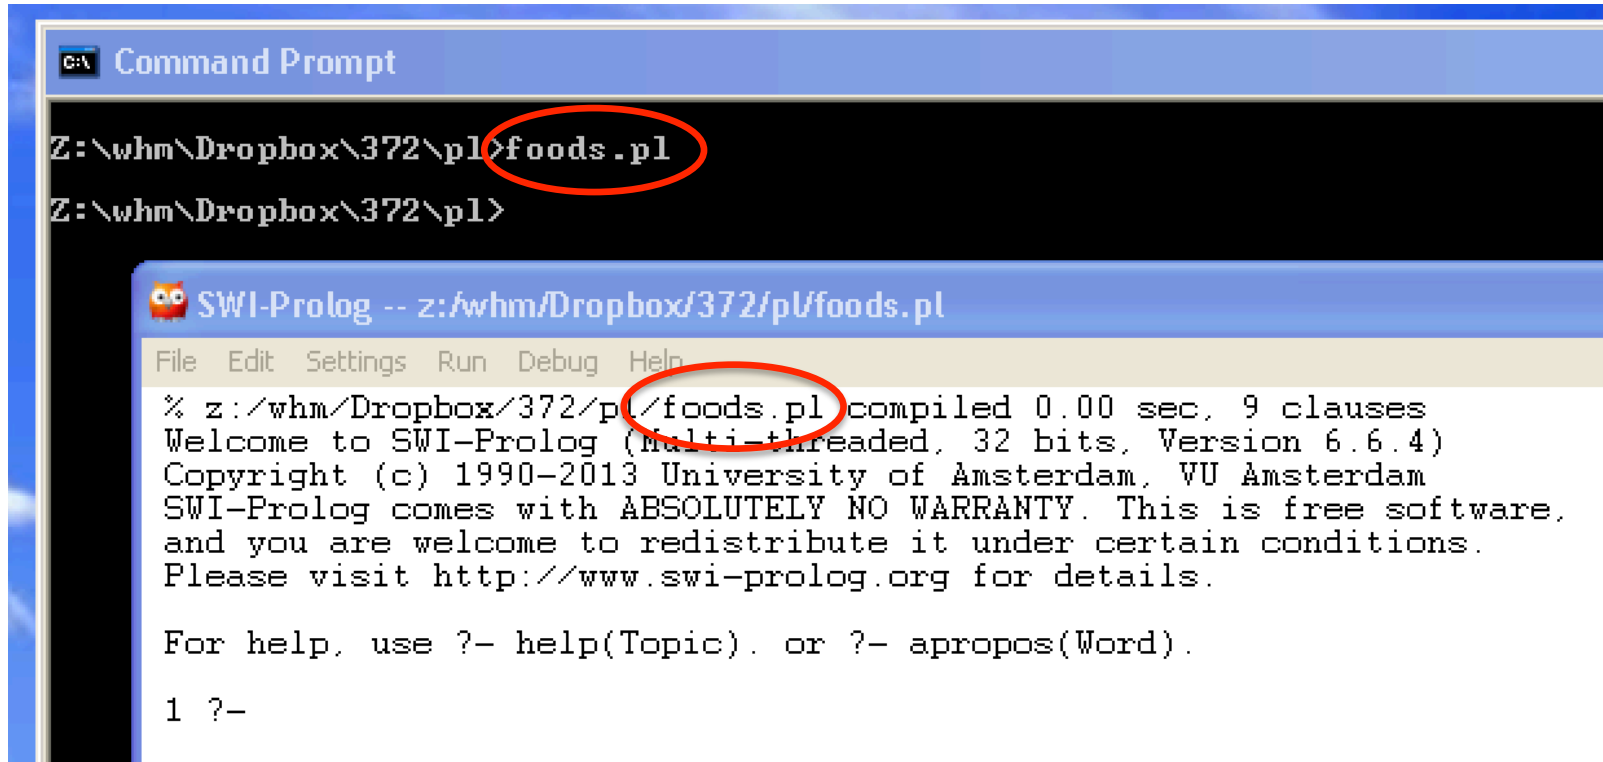 C:\ Command Prompt
Z:\whm\Dropbox\372\pl>foods.pl
Z:\whm\Dropbox\372\pl>
SWI-Prolog -- z:/whm/Dropbox/372/pl/foods.pl
File Edit Settings Run Debug Help
% z:/whm/Dropbox/372/pl/foods.pl compiled 0.00 sec, 9 clauses
Welcome to SWI-Prolog (Multi-threaded, 32 bits, Version 6.6.4)
Copyright (c) 1990-2013 University of Amsterdam, VU Amsterdam
SWI-Prolog comes with ABSOLUTELY NO WARRANTY. This is free software,
and you are welcome to redistribute it under certain conditions.
Please visit http://www.swi-prolog.org for details.
For help, use ?- help(Topic). or ?- apropos(Word).
1 ?-